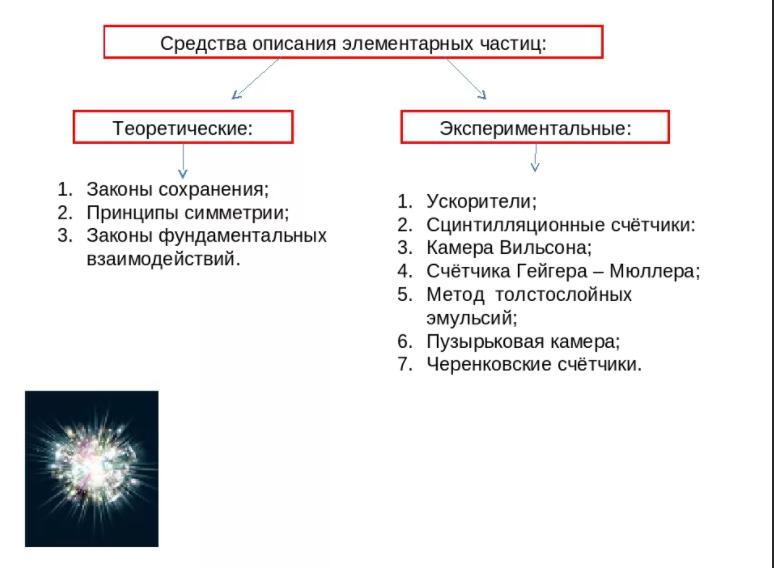 Средства описания элементарных частиц:
Теоретические:
Экспериментальные:
1. Законы сохранения;
2. Принципы симметрии;
3. Законы фундаментальных
взаимодействий.
1. Ускорители;
2. Сцинтилляционные счётчики:
3. Камера Вильсона;
4. Счётчика Гейгера – Мюллера;
5. Метод толстослойных
эмульсий;
6. Пузырьковая камера;
7. Черенковские счётчики.